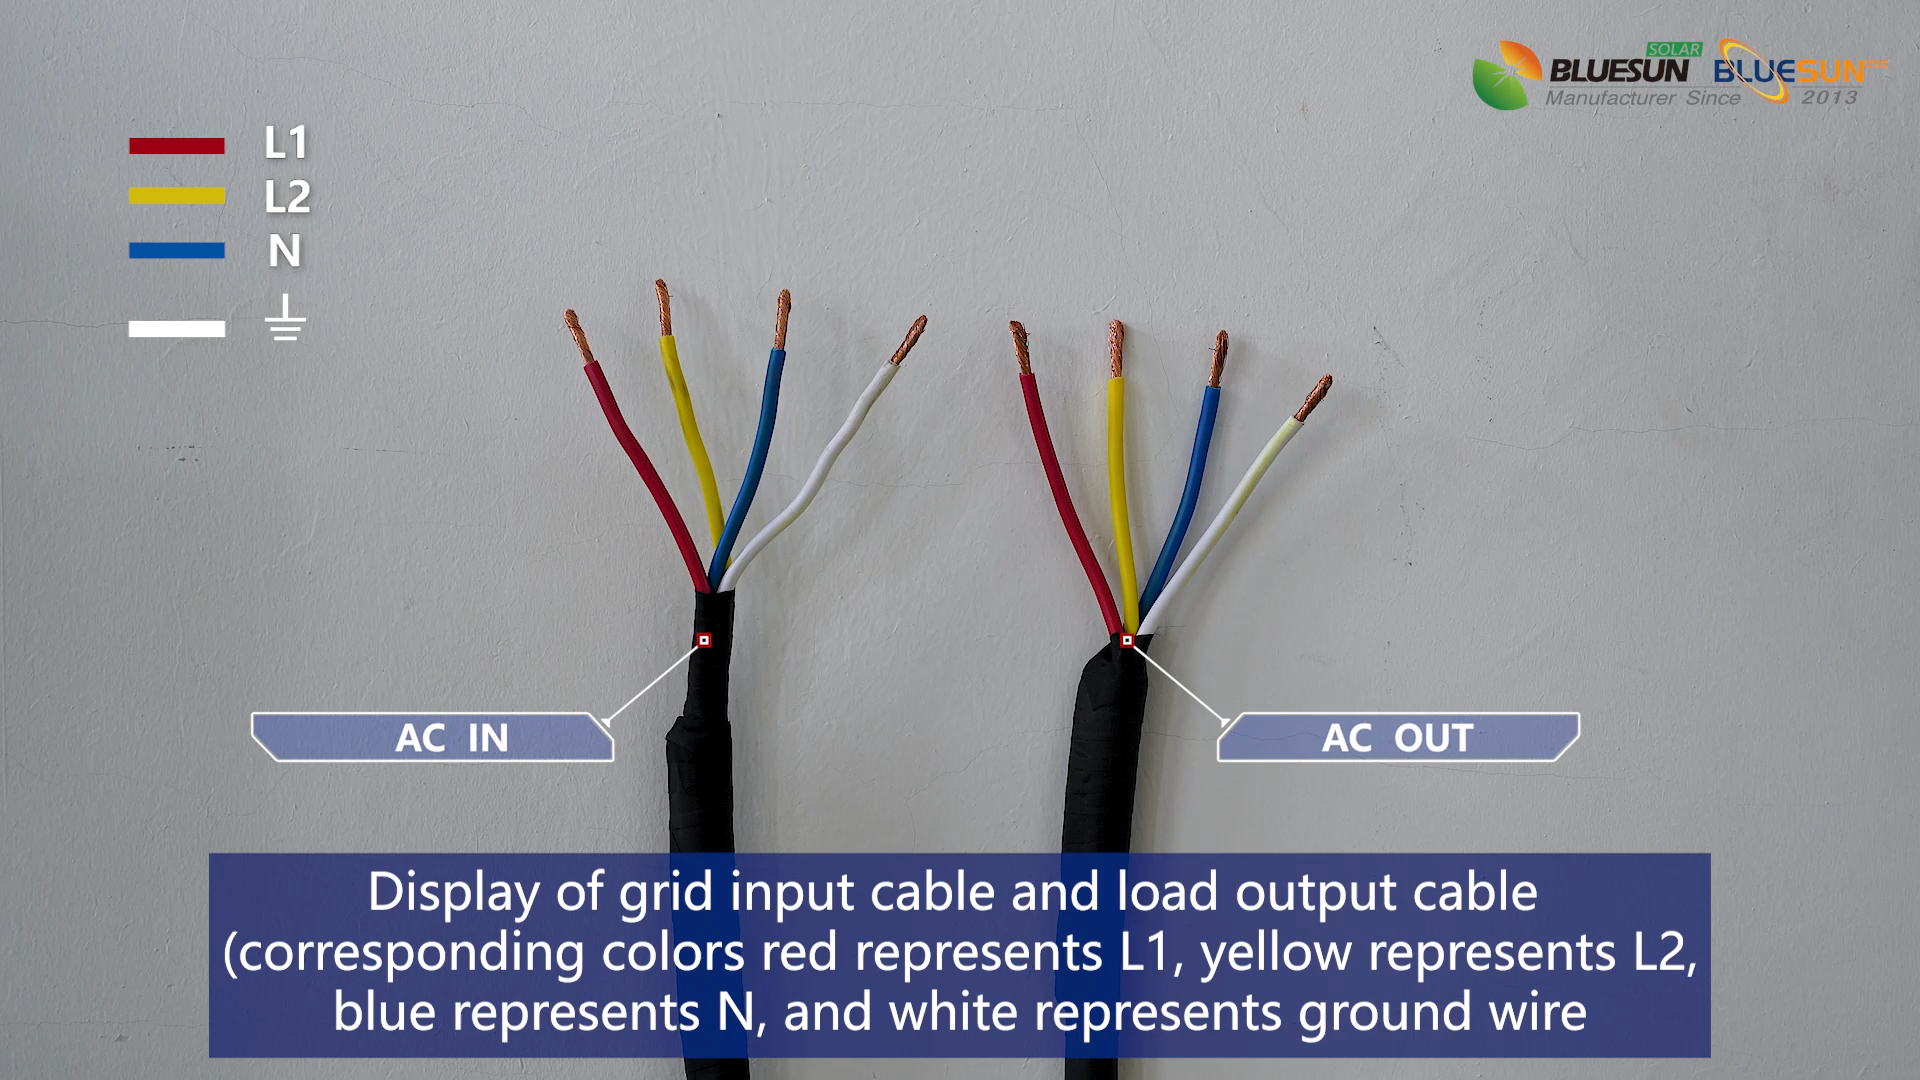 SOLAR
BLUESUN BLUESUN
Manufacturer Since 2013
L1
L2
N
AC IN
AC OUT
Display of grid input cable and load output cable
(corresponding colors red represents L1, yellow represents L2,
blue represents N, and white represents ground wire